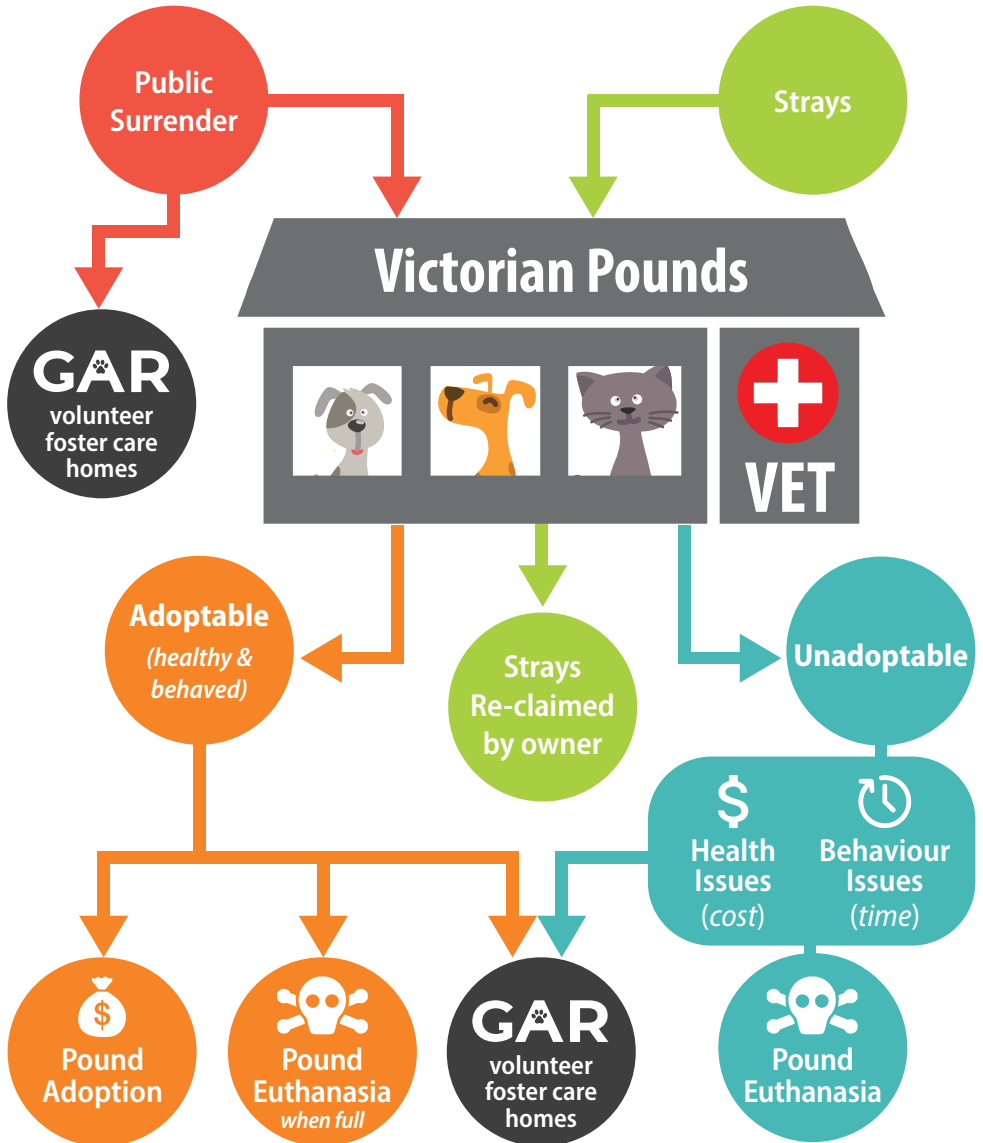 Public
Surrender
Strays
Victorian Pounds
GAR
volunteer
foster care
homes
VET
Adoptable
(healthy &
behaved)
Strays
Re-claimed
by owner
Unadoptable
$
Health
Issues
(cost)
Behaviour
Issues
(time)
$
Pound
Adoption
Pound
Euthanasia
when full
GAR
volunteer
foster care
homes
Pound
Euthanasia